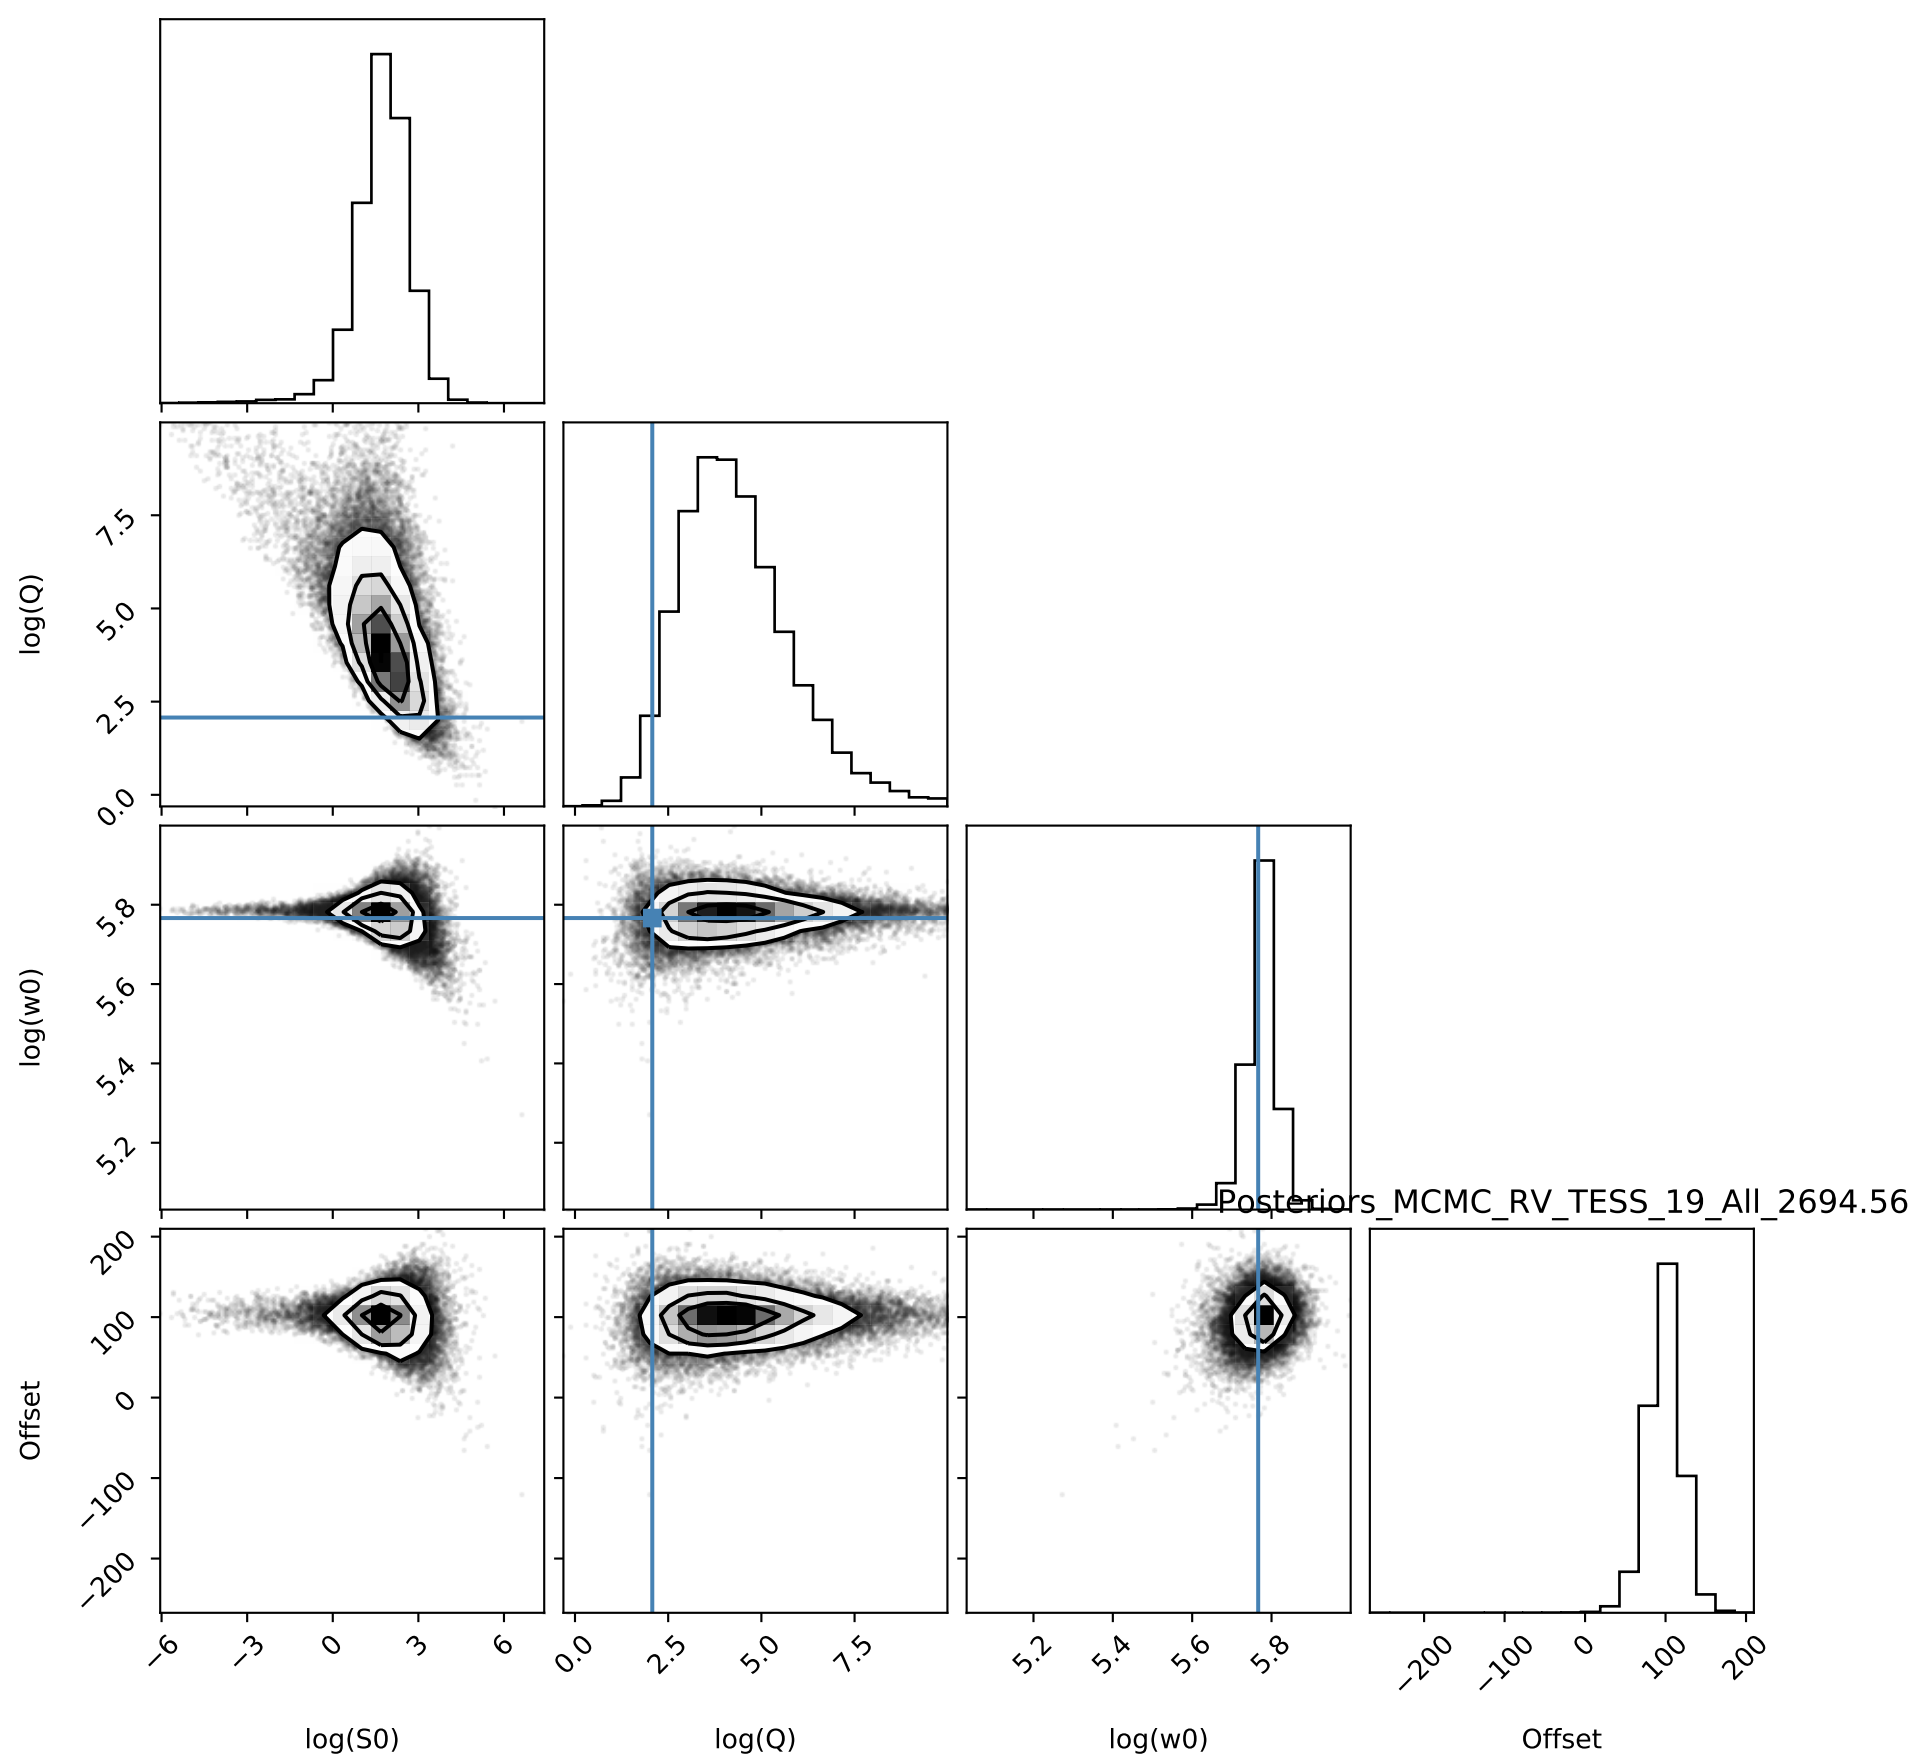 log(Q)
7.5
5.0
2.5
0.0
log(w0)
5.8
5.6
5.4
5.2
Posteriors_MCMC_RV_TESS_19_All_2694.56
Offset
200
100
0
−100
−200
−6 −3 0 3 6 0.0 2.5 5.0 7.5 5.2 5.4 5.6 5.8 −200 −100 0 100 200
log(S0) log(Q) log(w0) Offset